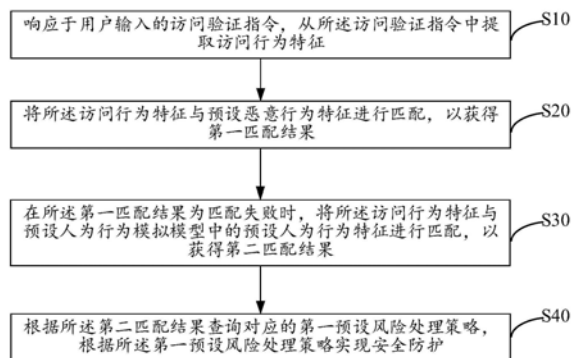 响应于用户输入的访问验证指令，从所述访问验证指令中提
取访问行为特征
S10
将所述访问行为特征与预设恶意行为特征进行匹配，以获得
第一匹配结果
S20
在所述第一匹配结果为匹配失败时，将所述访问行为特征与
预设人为行为模拟模型中的预设人为行为特征进行匹配，以
获得第二匹配结果
S30
根据所述第二匹配结果查询对应的第一预设风险处理策略，
根据所述第一预设风险处理策略实现安全防护
S40